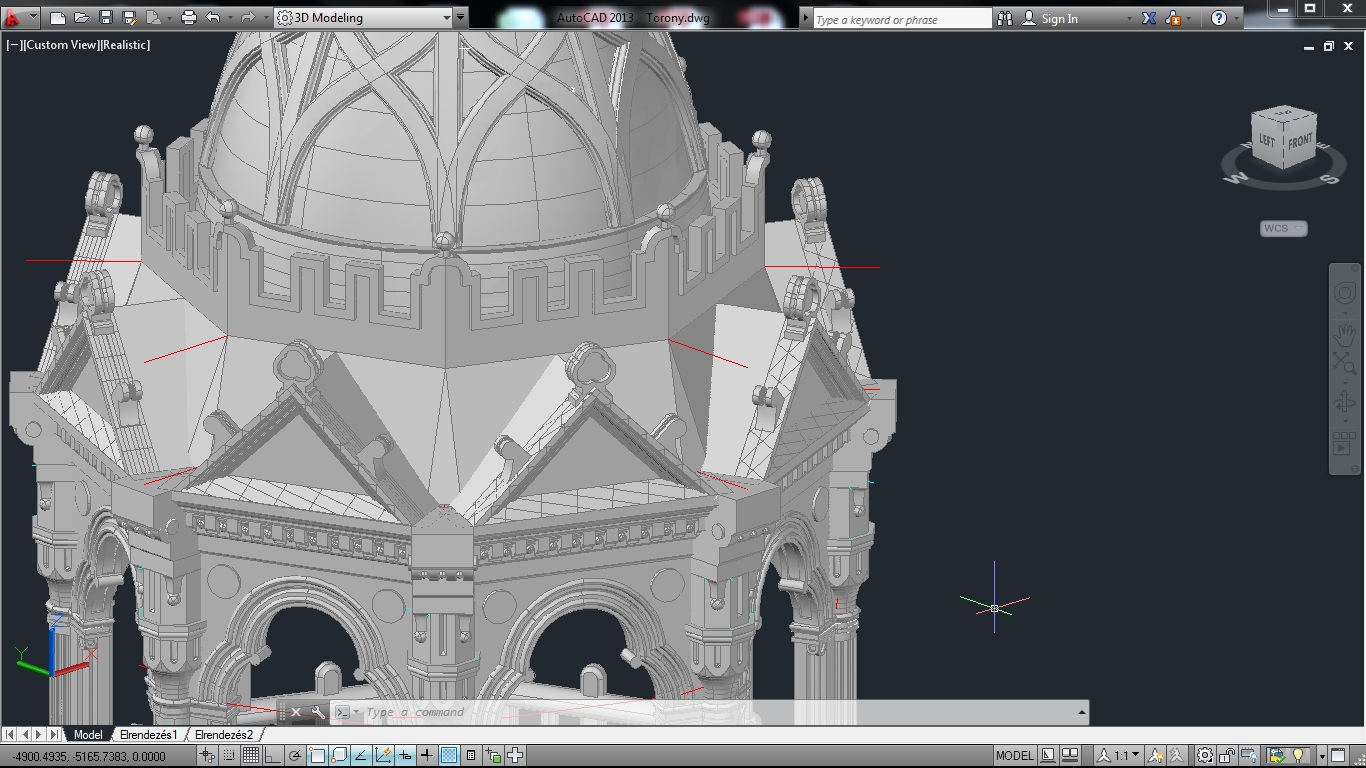 3D Modeling
AutoCAD 2013 Torony.dwg
Type a keyword or phrase
Sign In
[−][Custom View][Realistic]
LEFT FRONT
W S
WCS
Z
Y X
Type a command
Model Elrendezés1 Elrendezés2
-4900.4935, -5165.7383, 0.0000
MODEL
1:1